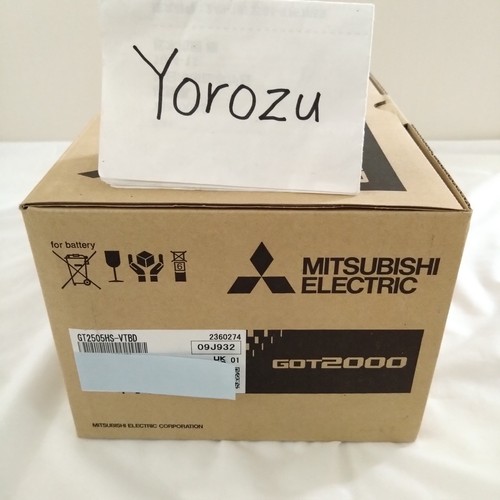 Yorozu
for battery
MITSUBISHI
ELECTRIC
GT2505HS-VTBD
2360274
09J932
01
GOT2000
MITSUBISHI ELECTRIC CORPORATION